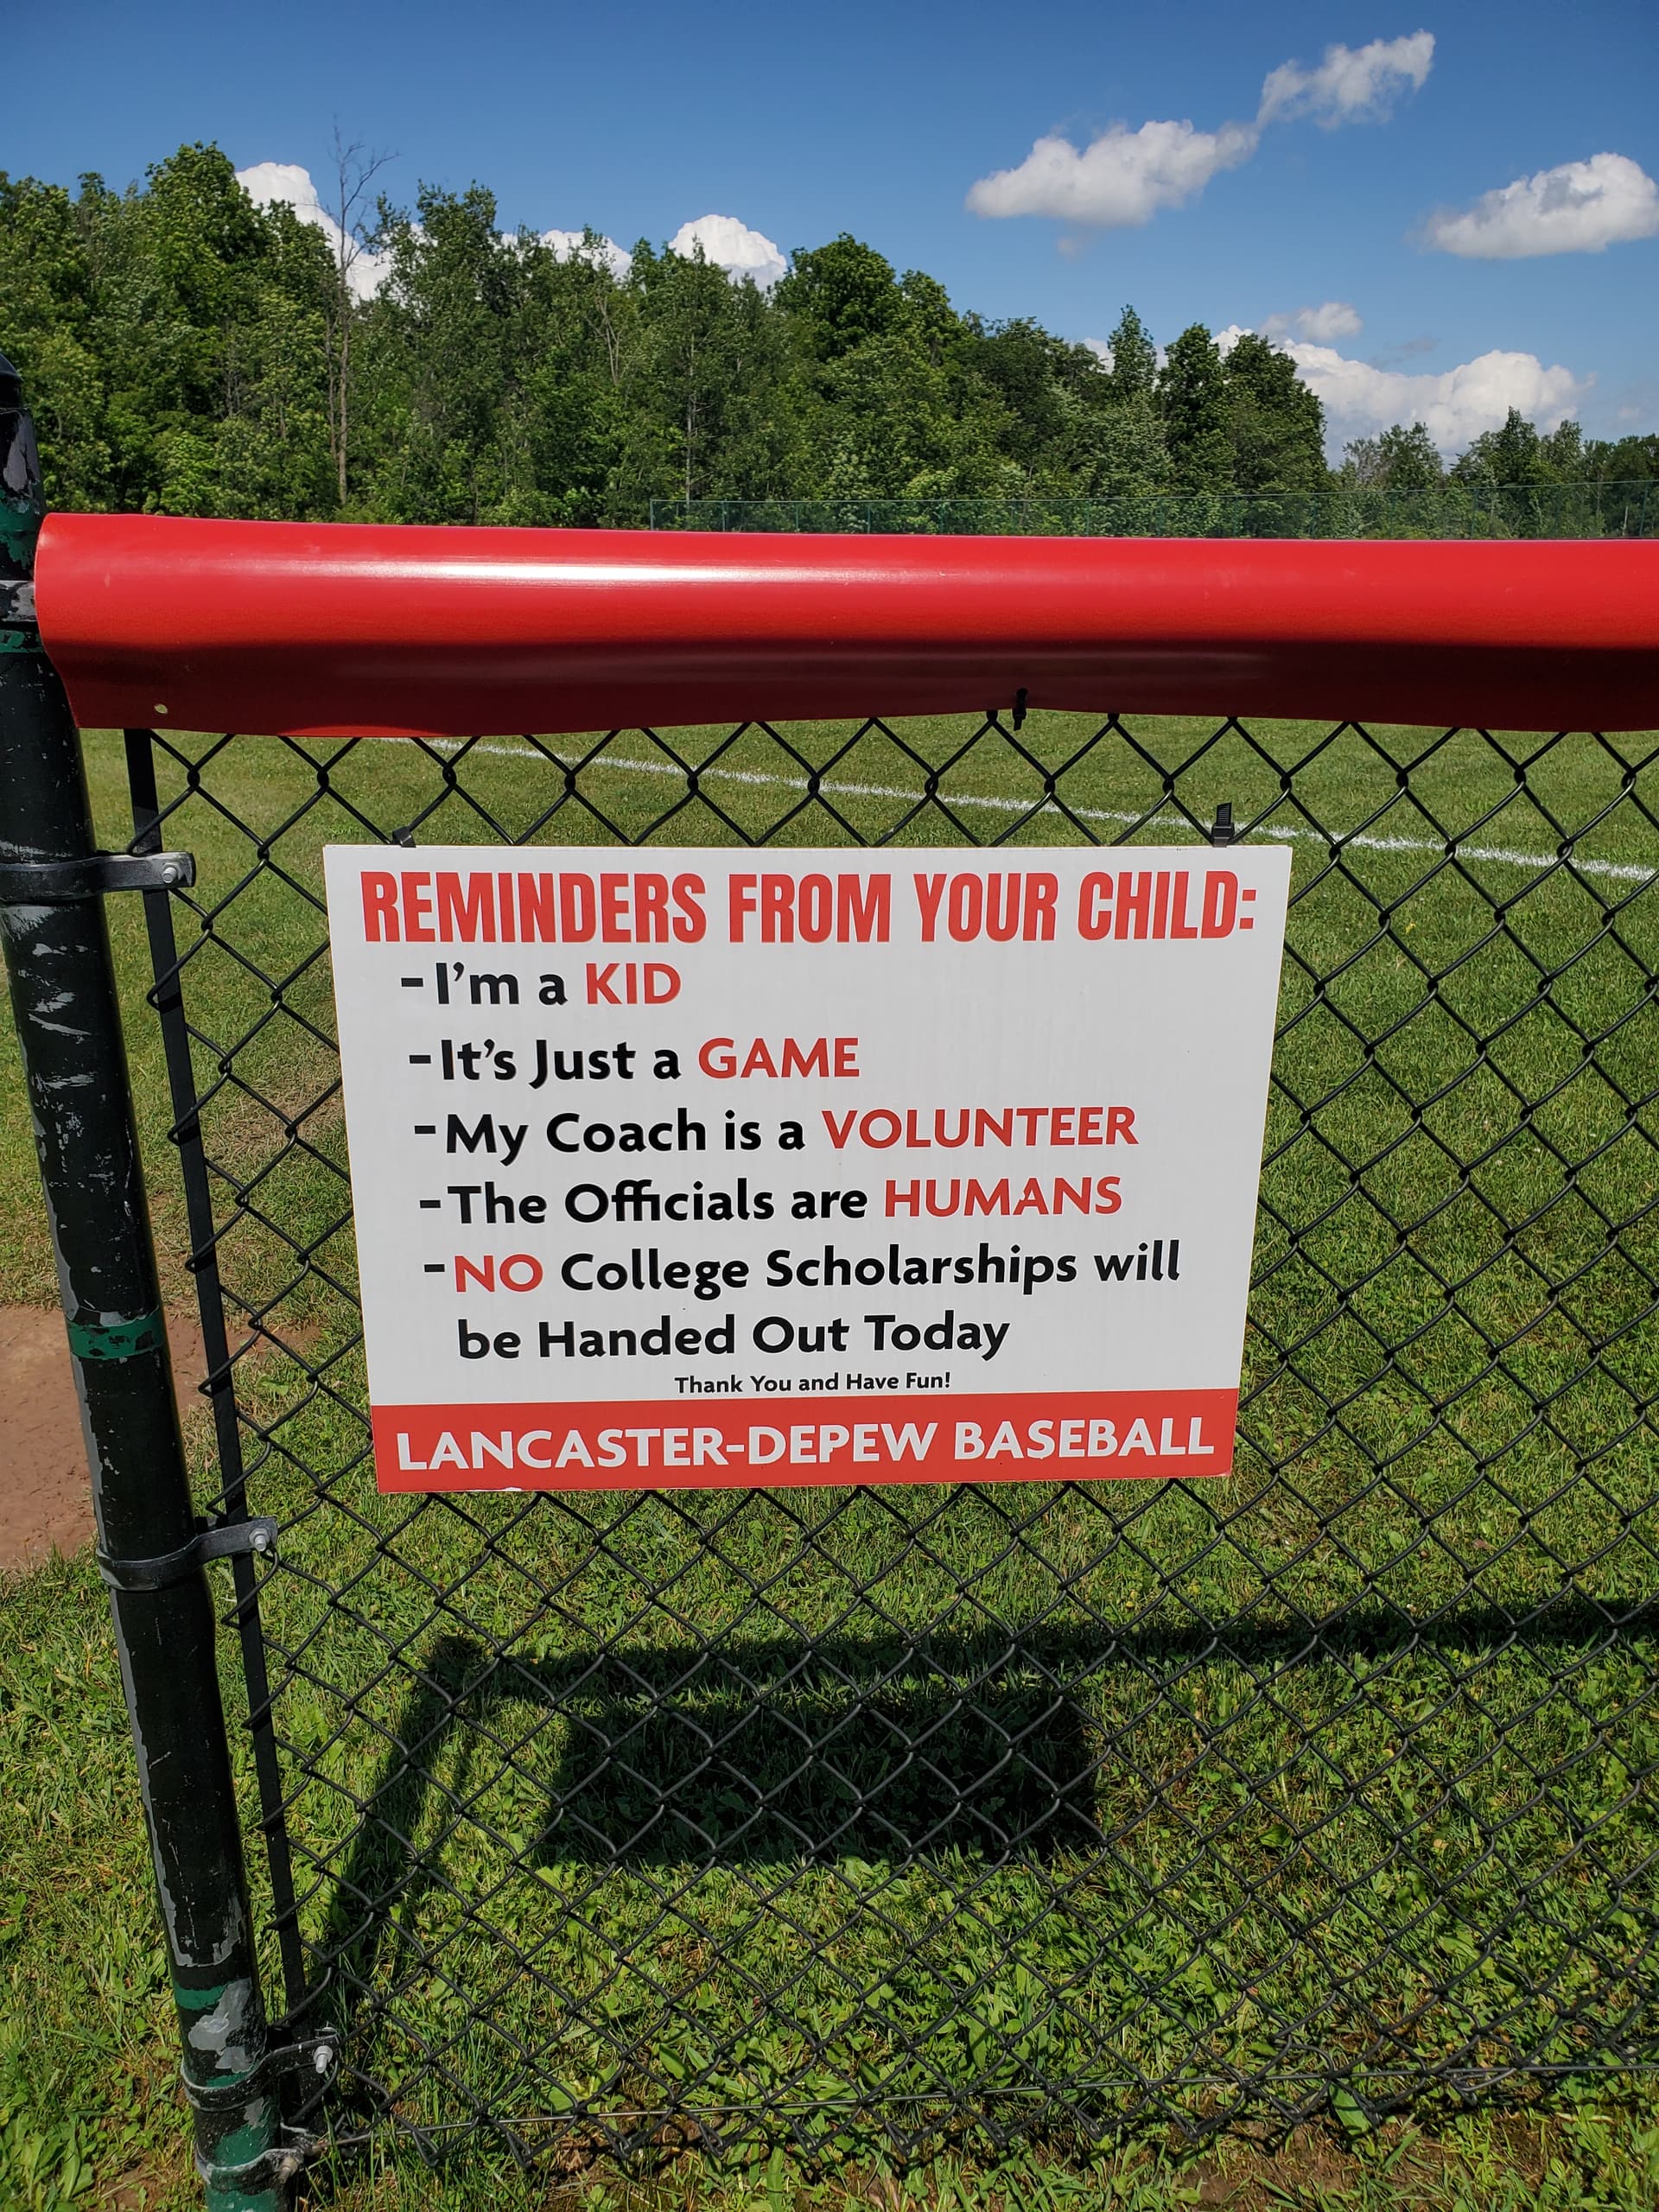 REMINDERS FROM YOUR CHILD:
-I'm a KID
-It's Just a GAME
-My Coach is a VOLUNTEER
-The Officials are HUMANS
-NO College Scholarships will
be Handed Out Today
Thank You and Have Fun!
LANCASTER-DEPEW BASEBALL